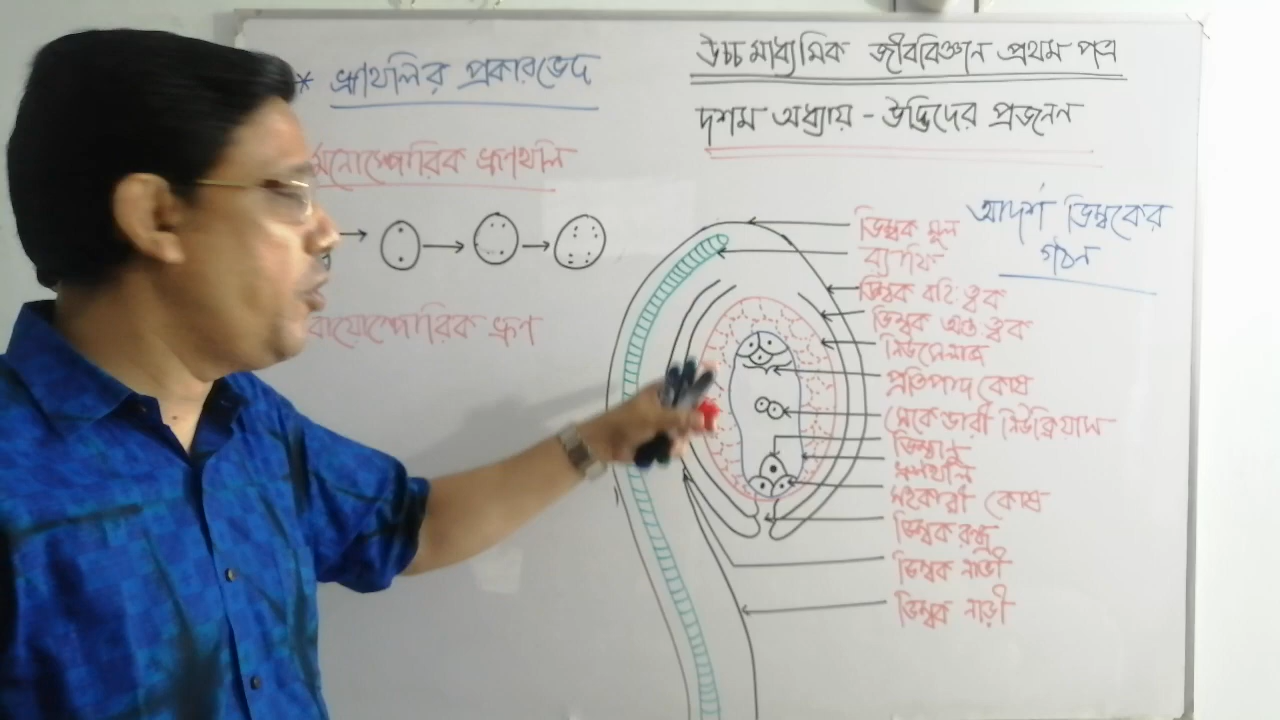 * ভ্রূণথলির প্রকারভেদ
মনোস্পোরিক ভ্রূণথলি
বায়োস্পোরিক ভ্রূণ
উচ্চ মাধ্যমিক জীববিজ্ঞান প্রথম পত্র
দশম অধ্যায় - উদ্ভিদের প্রজনন
আদর্শ ডিম্বকের
গঠন
ডিম্বক মূল
র‍্যাফি
ডিম্বক বহিঃত্বক
ডিম্বক অন্তত্বক
নিউসেলাস
প্রতিপাদ কোষ
সেকেন্ডারী নিউক্লিয়াস
ডিম্বাণু
ভ্রূণথলি
সহকারী কোষ
ডিম্বক রন্ধ্র
ডিম্বক নাভী
ডিম্বক নাড়ী